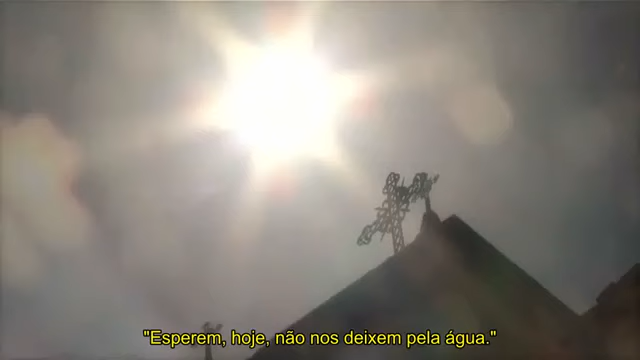 "Esperem, hoje, não nos deixem pela água."